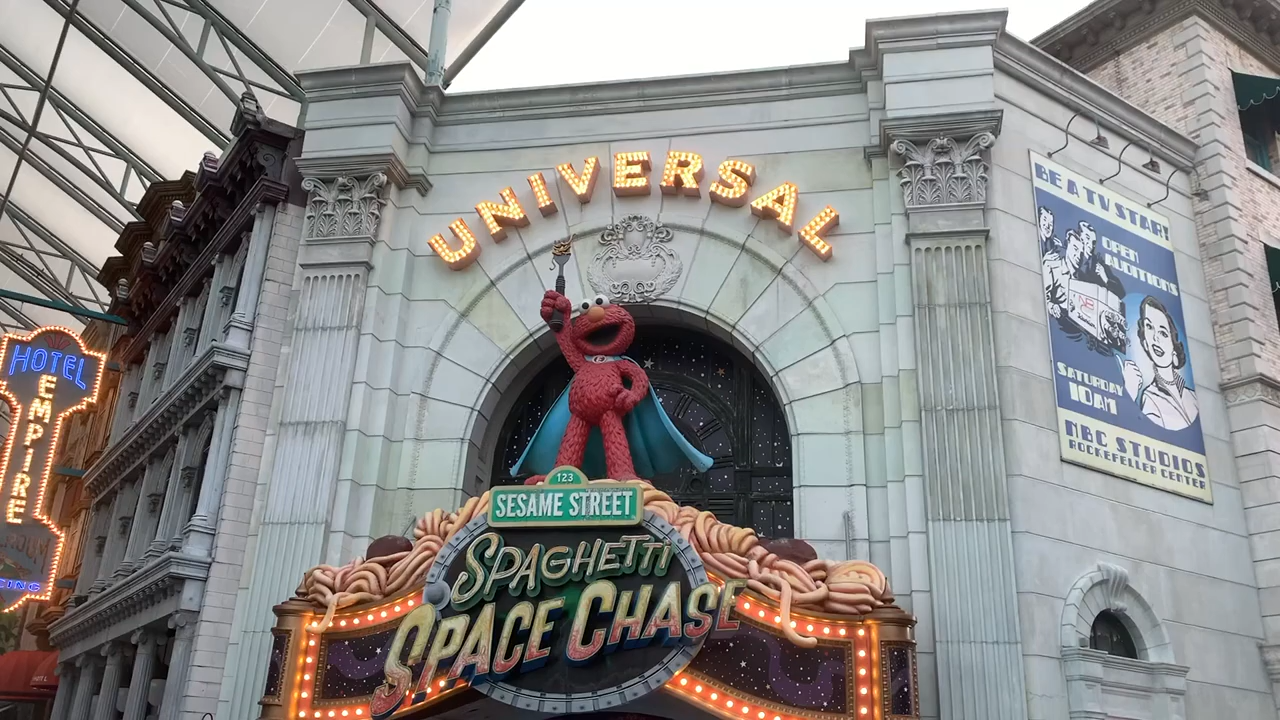 UNIVERSAL
HOTEL
EMPIRE
BE A TV STAR!
OPEN
AUDITIONS
SATURDAY
10AM
NBC STUDIOS
ROCKEFELLER CENTER
123
SESAME STREET
SPAGHETTI
SPACE CHASE